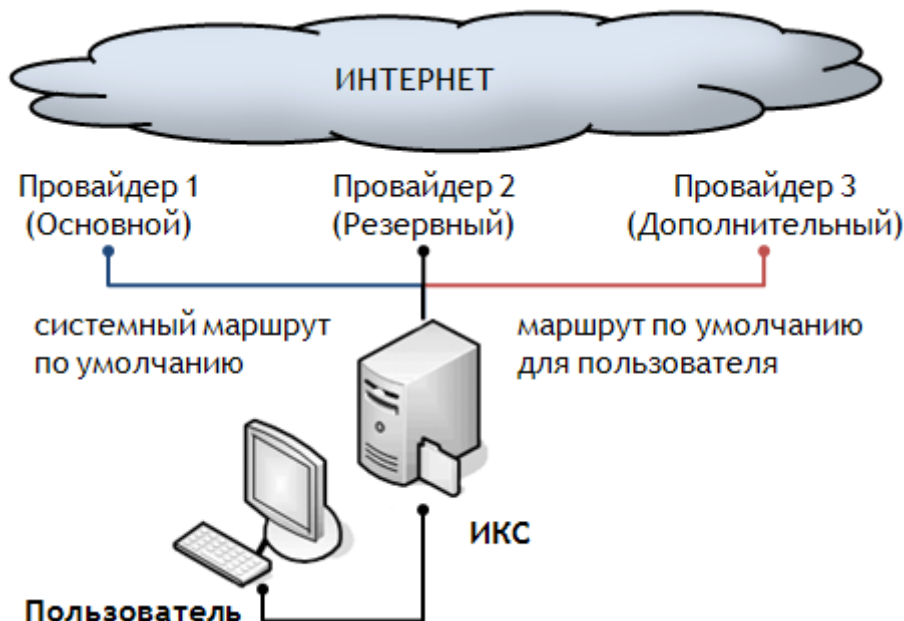 ИНТЕРНЕТ
Провайдер 1
(Основной)
Провайдер 2
(Резервный)
Провайдер 3
(Дополнительный)
системный маршрут
по умолчанию
маршрут по умолчанию
для пользователя
ИКС
Пользователь